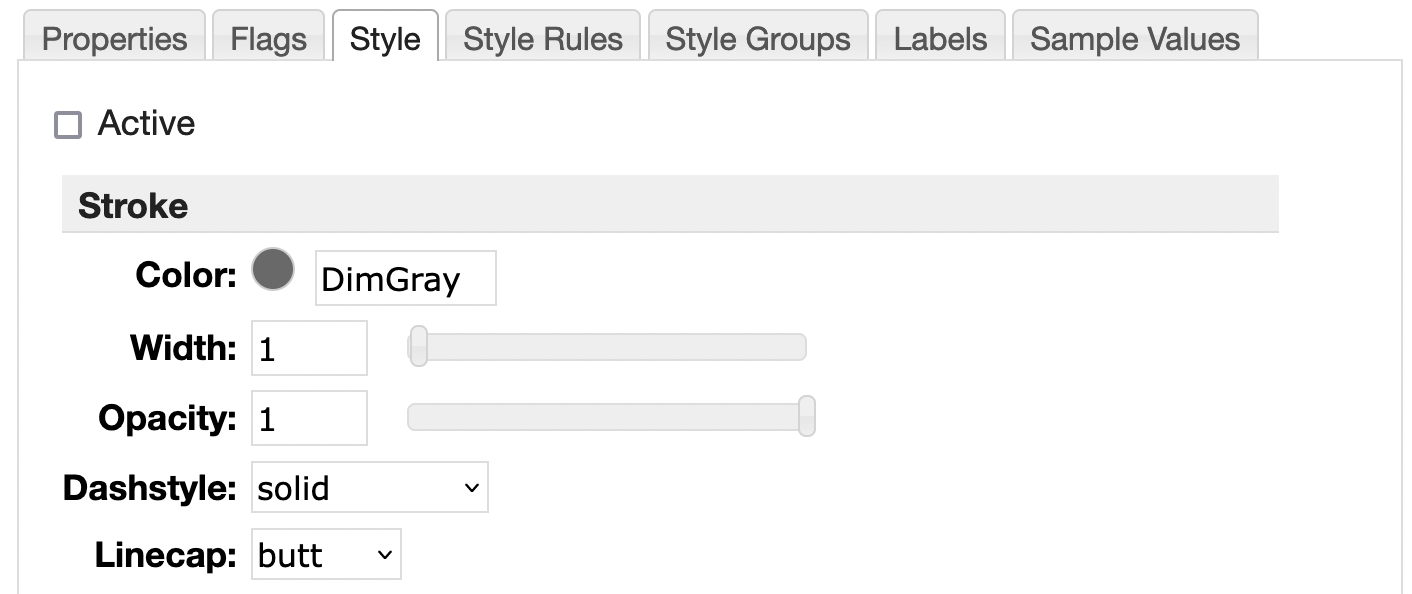 Properties Flags Style Style Rules Style Groups Labels Sample Values
Active
Stroke
Color: DimGray
Width: 1
Opacity: 1
Dashstyle: solid
Linecap: butt